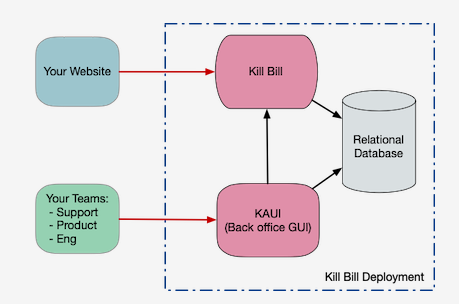 Your Website
Kill Bill
Relational
Database
Your Teams:
- Support
- Product
- Eng
KAUI
(Back office GUI)
Kill Bill Deployment